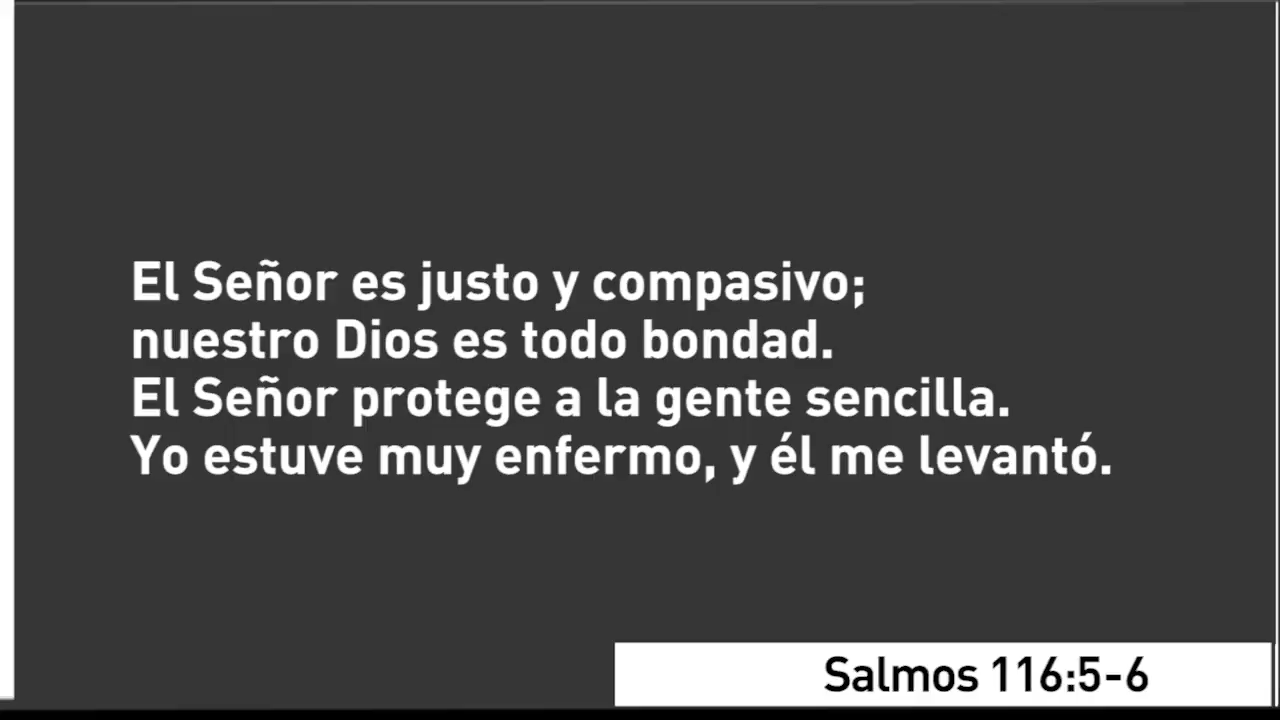 El Señor es justo y compasivo;
nuestro Dios es todo bondad.
El Señor protege a la gente sencilla.
Yo estuve muy enfermo, y él me levantó.
Salmos 116:5-6